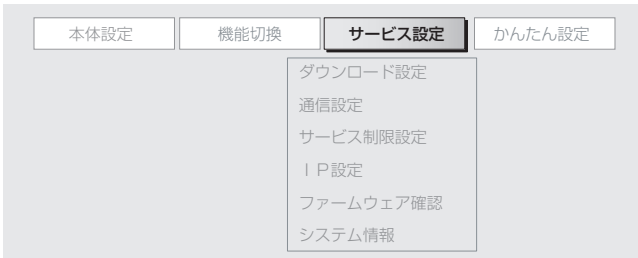 本体設定 機能切換 サービス設定 かんたん設定
ダウンロード設定
通信設定
サービス制限設定
ＩＰ設定
ファームウェア確認
システム情報